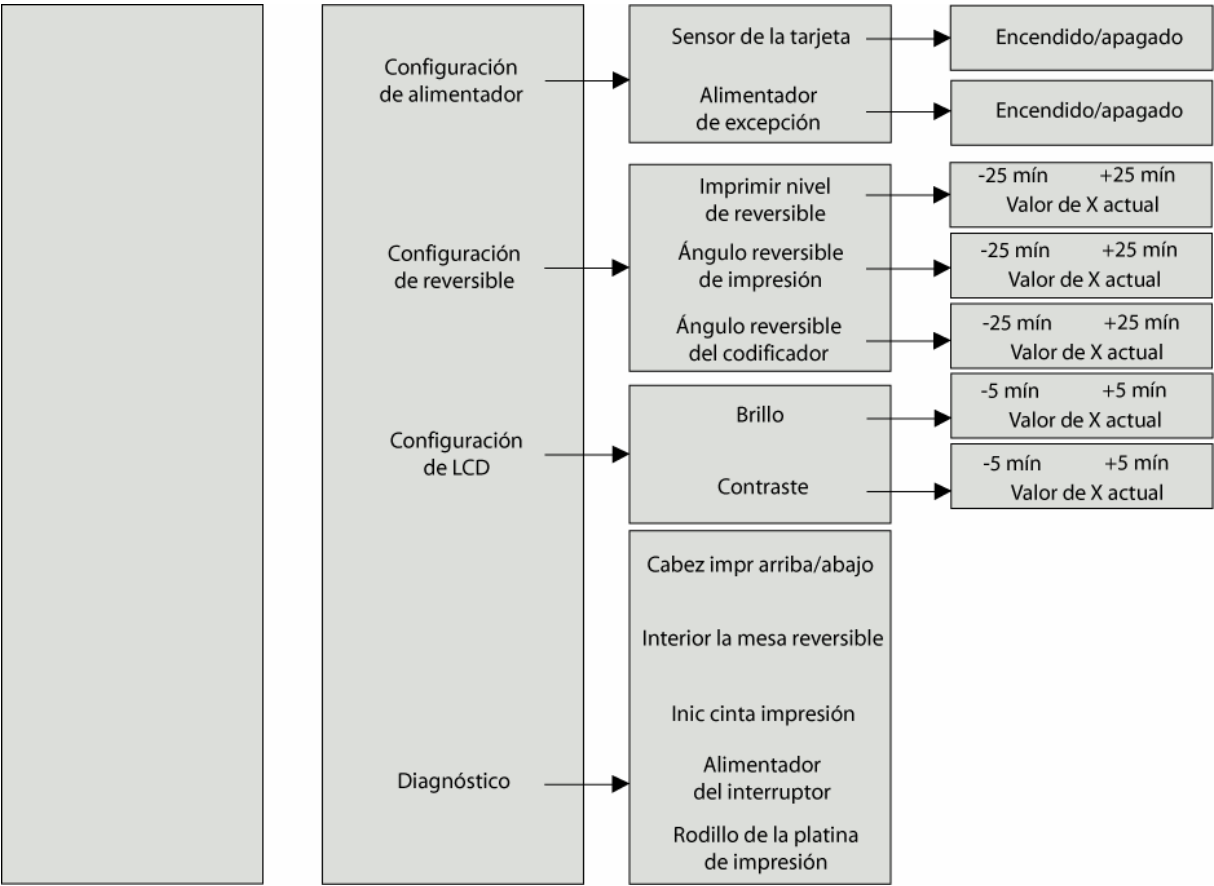 Configuración
de alimentador
Sensor de la tarjeta
Encendido/apagado
Alimentador
de excepción
Encendido/apagado
Configuración
de reversible
Imprimir nivel
de reversible
-25 mín +25 mín
Valor de X actual
Ángulo reversible
de impresión
-25 mín +25 mín
Valor de X actual
Ángulo reversible
del codificador
-25 mín +25 mín
Valor de X actual
Configuración
de LCD
Brillo
-5 mín +5 mín
Valor de X actual
Contraste
-5 mín +5 mín
Valor de X actual
Diagnóstico
Cabez impr arriba/abajo
Interior la mesa reversible
Inic cinta impresión
Alimentador
del interruptor
Rodillo de la platina
de impresión